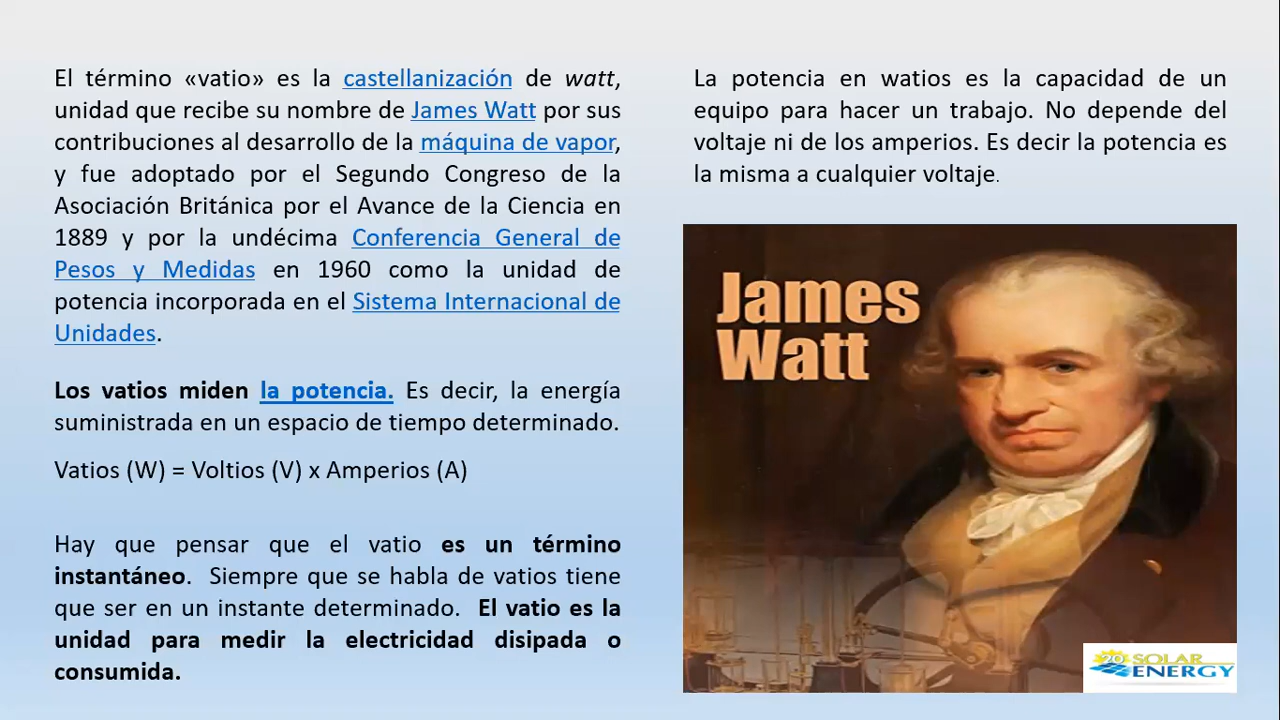 El término «vatio» es la castellanización de watt,
unidad que recibe su nombre de James Watt por sus
contribuciones al desarrollo de la máquina de vapor,
y fue adoptado por el Segundo Congreso de la
Asociación Británica por el Avance de la Ciencia en
1889 y por la undécima Conferencia General de
Pesos y Medidas en 1960 como la unidad de
potencia incorporada en el Sistema Internacional de
Unidades.
Los vatios miden la potencia. Es decir, la energía
suministrada en un espacio de tiempo determinado.
Vatios (W) = Voltios (V) x Amperios (A)
Hay que pensar que el vatio es un término
instantáneo. Siempre que se habla de vatios tiene
que ser en un instante determinado. El vatio es la
unidad para medir la electricidad disipada o
consumida.
La potencia en watios es la capacidad de un
equipo para hacer un trabajo. No depende del
voltaje ni de los amperios. Es decir la potencia es
la misma a cualquier voltaje.
James
Watt
20 SOLAR
ENERGY